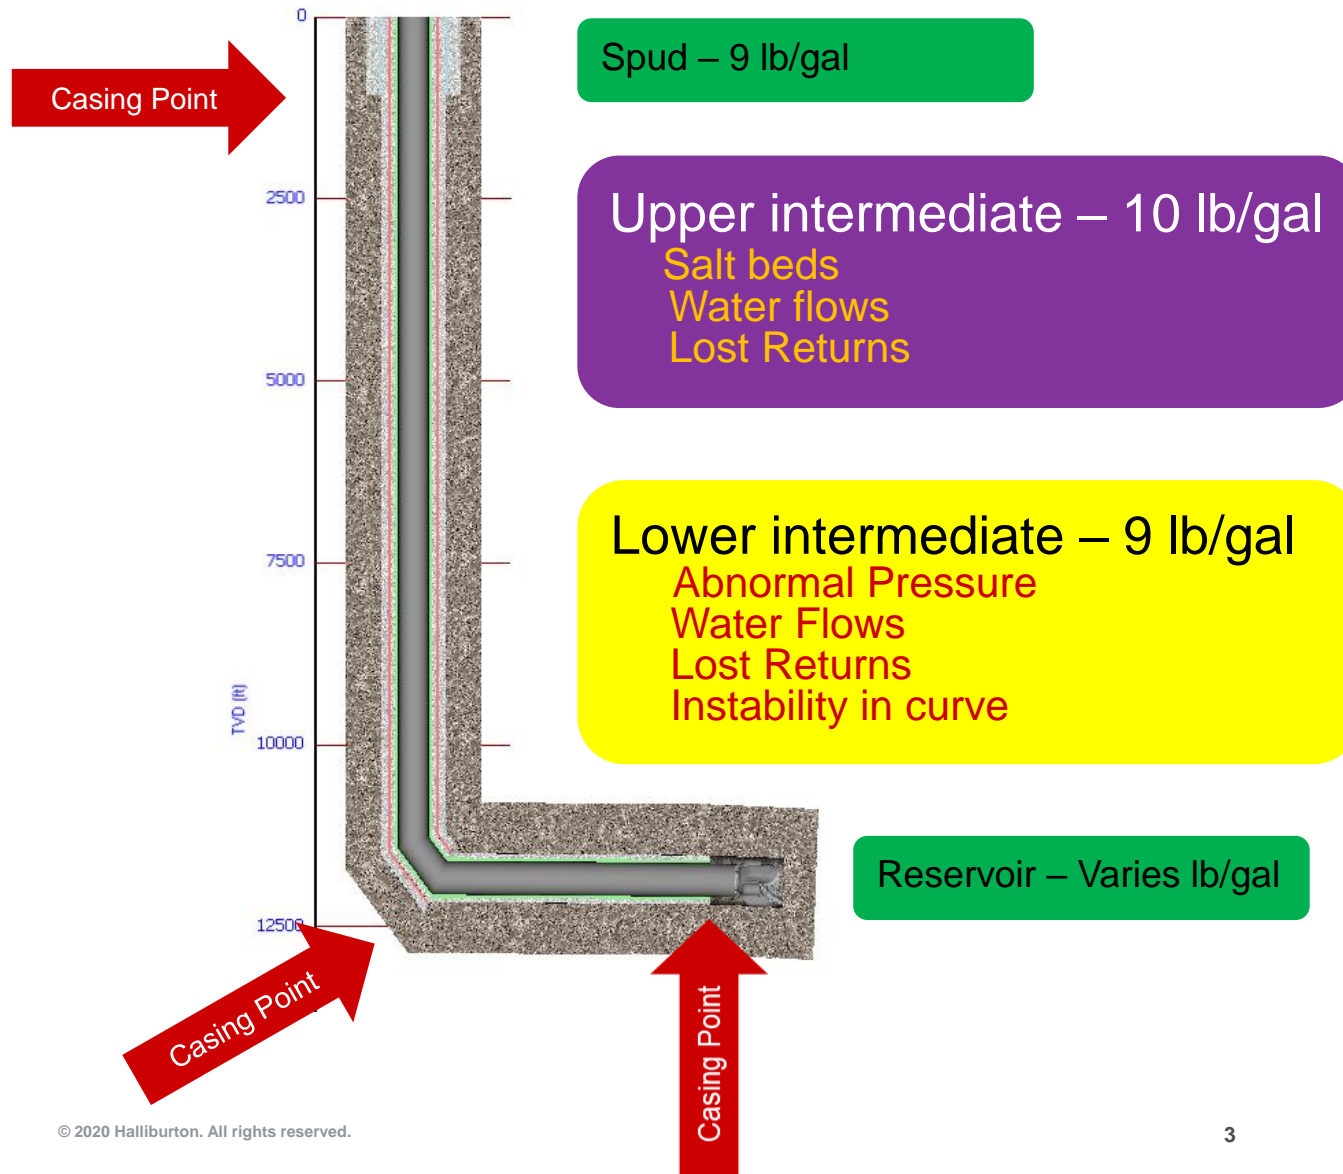 0
Spud – 9 lb/gal
Casing Point
2500
Upper intermediate – 10 lb/gal
Salt beds
Water flows
Lost Returns
5000
Lower intermediate – 9 lb/gal
7500
Abnormal Pressure
Water Flows
Lost Returns
Instability in curve
TVD (ft)
10000
Reservoir – Varies lb/gal
12500
Casing Point
Casing Point
© 2020 Halliburton. All rights reserved.
3